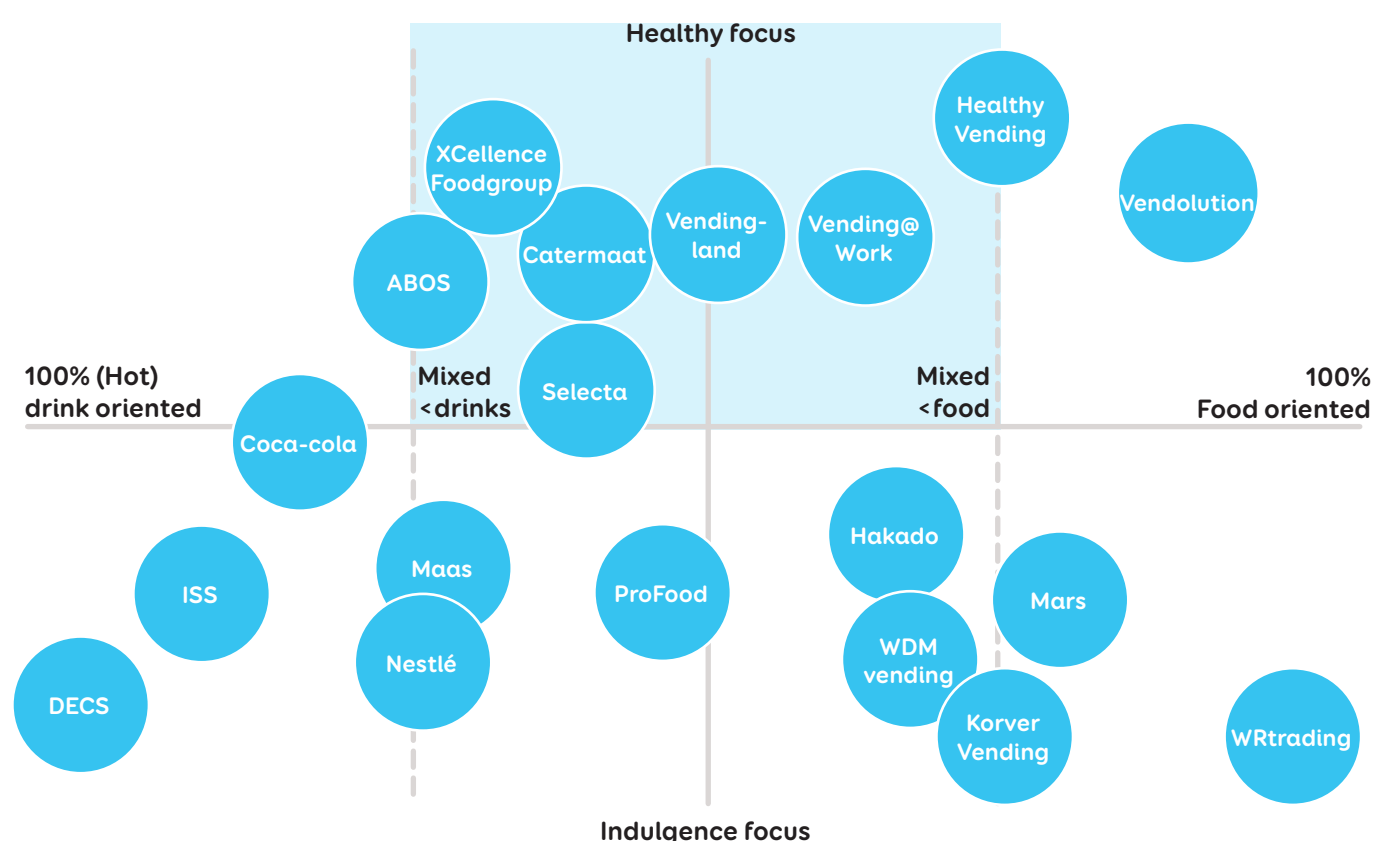 Healthy focus
Healthy
Vending
XCellence
Foodgroup
Vendolution
Vending-
land
Vending@
Work
Catermaat
ABOS
100% (Hot)
drink oriented
Mixed
<drinks
Selecta
Mixed
<food
100%
Food oriented
Coca-cola
Hakado
Maas
ISS
ProFood
Mars
Nestlé
WDM
vending
DECS
Korver
Vending
WRtrading
Indulgence focus